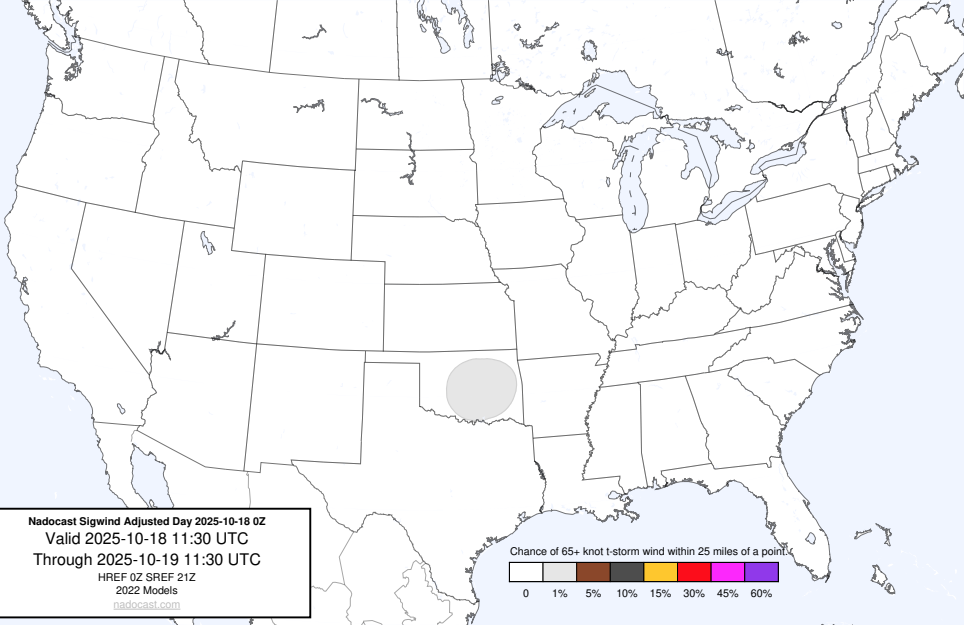 Nadocast Sigwind Adjusted Day 2025-10-18 0Z
Valid 2025-10-18 11:30 UTC
Through 2025-10-19 11:30 UTC
HREF 0Z SREF 21Z
2022 Models
nadocast.com
Chance of 65+ knot t-storm wind within 25 miles of a point.
0 1% 5% 10% 15% 30% 45% 60%